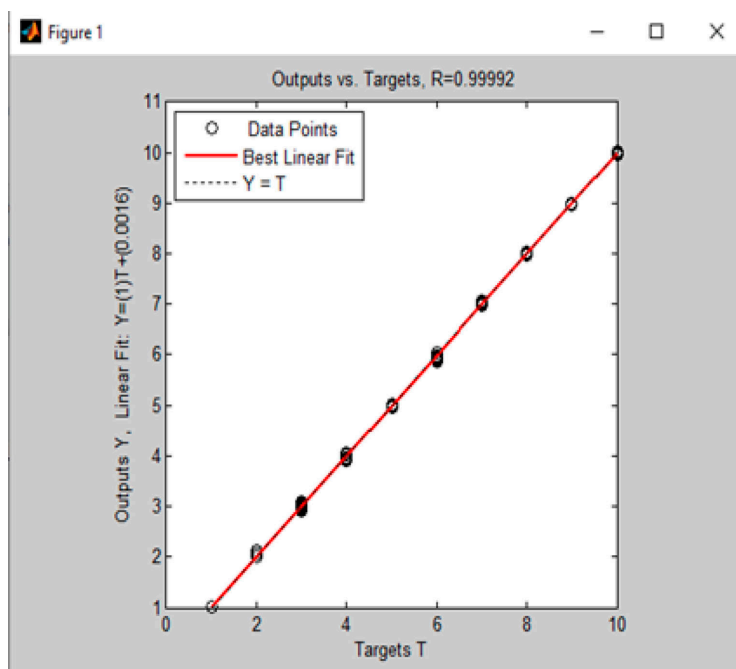 Figure 1
Outputs vs. Targets, R=0.99992
11
10
9
8
7
6
5
4
3
2
1
Data Points
Best Linear Fit
Y = T
Outputs Y, Linear Fit: Y=(1)T+(0.0016)
0
2
4
6
8
10
Targets T